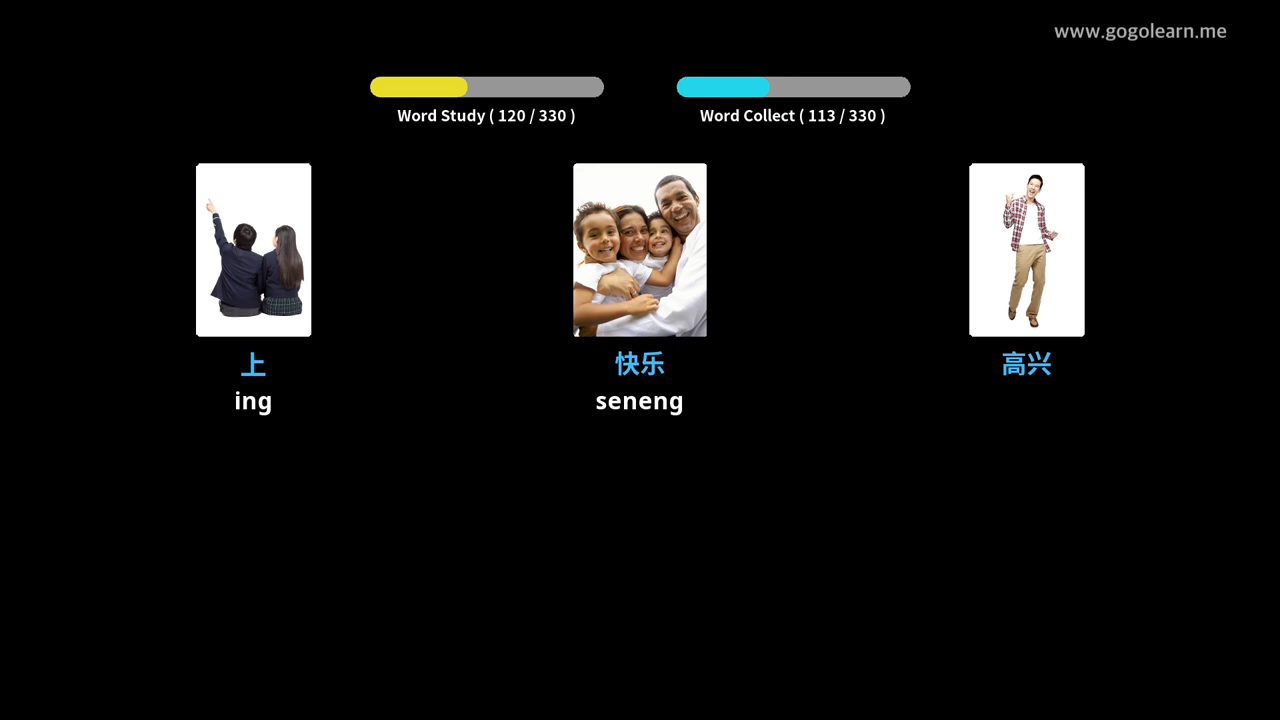 www.gogolearn.me
Word Study ( 120 / 330 )
Word Collect ( 113 / 330 )
上
ing
快乐
seneng
高兴